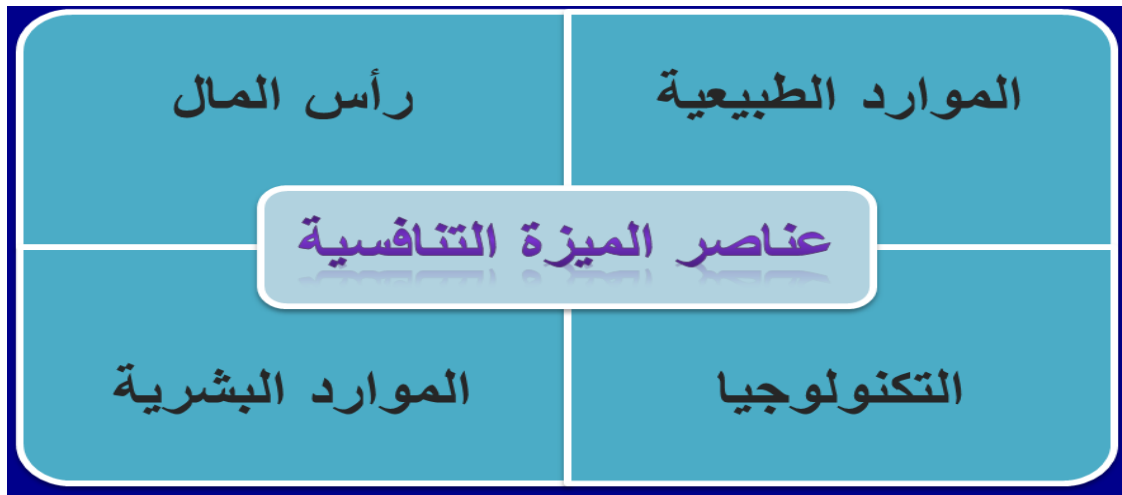 الموارد الطبيعية
رأس المال
عناصر الميزة التنافسية
التكنولوجيا
الموارد البشرية